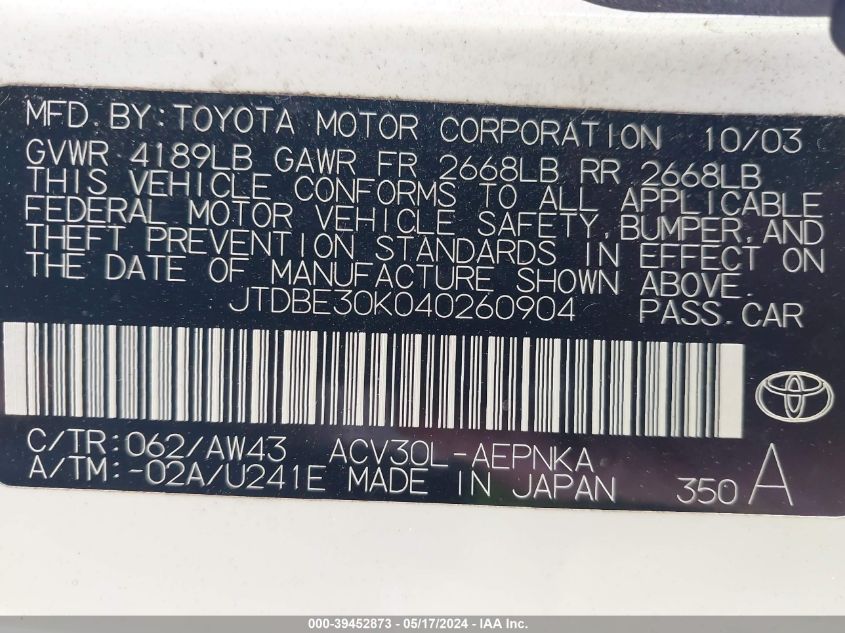 MFD. BY: TOYOTA MOTOR CORPORATION 10/03
GVWR 4189LB GAWR FR 2668LB RR 2668LB
THIS VEHICLE CONFORMS TO ALL APPLICABLE
FEDERAL MOTOR VEHICLE SAFETY, BUMPER, AND
THEFT PREVENTION STANDARDS IN EFFECT ON
THE DATE OF MANUFACTURE SHOWN ABOVE.
JTDBE30K040260904 PASS. CAR
C/TR: 062/AW43 ACV30L-AEPNKA
A/TM: -02A/U241E MADE IN JAPAN 350 A
000-39452873 - 05/17/2024 - IAA Inc.